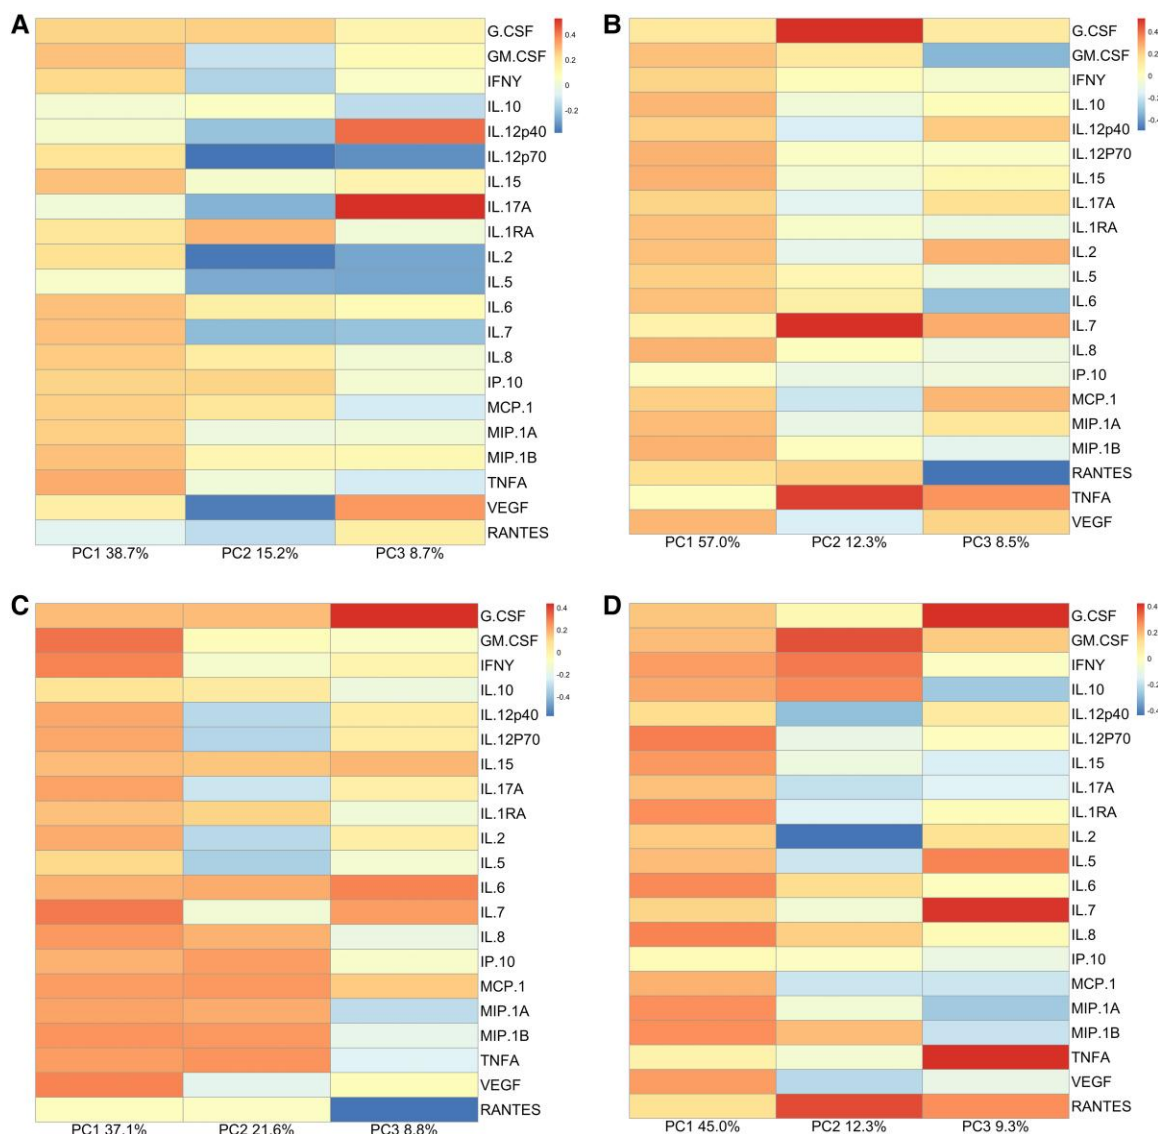 A
G.CSF
GM.CSF
IFNY
IL.10
IL.12p40
IL.12p70
IL.15
IL.17A
IL.1RA
IL.2
IL.5
IL.6
IL.7
IL.8
IP.10
MCP.1
MIP.1A
MIP.1B
TNFA
VEGF
RANTES
0.4
0.2
0
-0.2
PC1 38.7% PC2 15.2% PC3 8.7%
B
G.CSF
GM.CSF
IFNY
IL.10
IL.12p40
IL.12P70
IL.15
IL.17A
IL.1RA
IL.2
IL.5
IL.6
IL.7
IL.8
IP.10
MCP.1
MIP.1A
MIP.1B
RANTES
TNFA
VEGF
0.4
0.2
0
-0.2
-0.4
PC1 57.0% PC2 12.3% PC3 8.5%
C
G.CSF
GM.CSF
IFNY
IL.10
IL.12p40
IL.12P70
IL.15
IL.17A
IL.1RA
IL.2
IL.5
IL.6
IL.7
IL.8
IP.10
MCP.1
MIP.1A
MIP.1B
TNFA
VEGF
RANTES
0.4
0.2
0
-0.2
-0.4
PC1 37.1% PC2 21.6% PC3 8.8%
D
G.CSF
GM.CSF
IFNY
IL.10
IL.12p40
IL.12P70
IL.15
IL.17A
IL.1RA
IL.2
IL.5
IL.6
IL.7
IL.8
IP.10
MCP.1
MIP.1A
MIP.1B
TNFA
VEGF
RANTES
0.4
0.2
0
-0.2
-0.4
PC1 45.0% PC2 12.3% PC3 9.3%